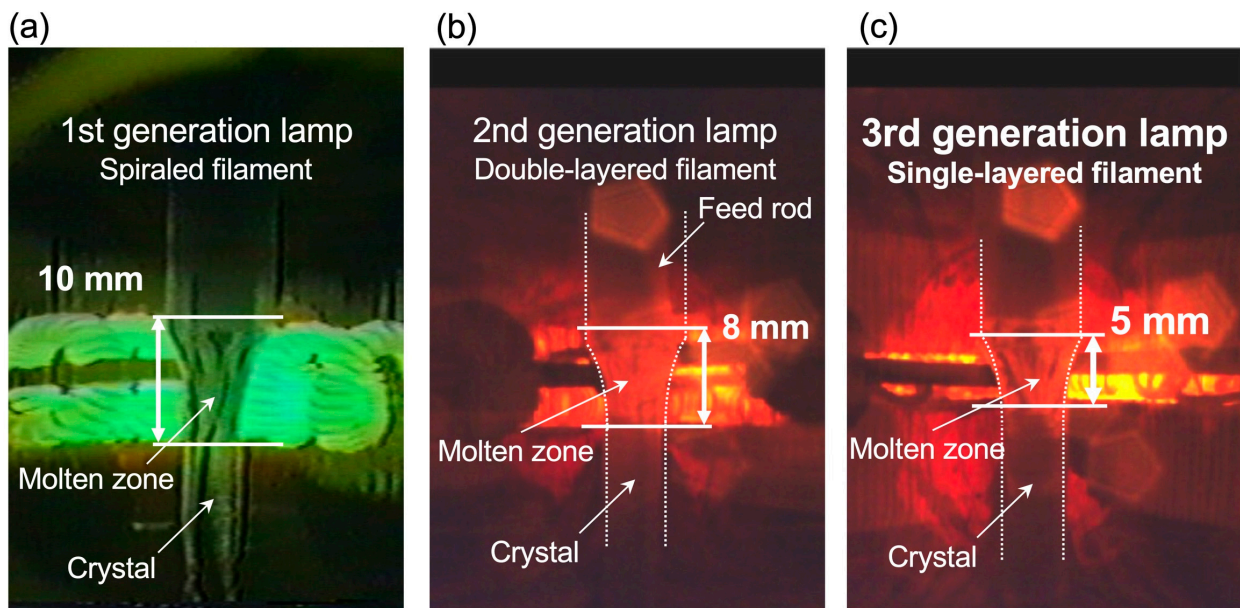 (a)
1st generation lamp
Spiraled filament
10 mm
Molten zone
Crystal
(b)
2nd generation lamp
Double-layered filament
Feed rod
8 mm
Molten zone
Crystal
(c)
3rd generation lamp
Single-layered filament
5 mm
Molten zone
Crystal